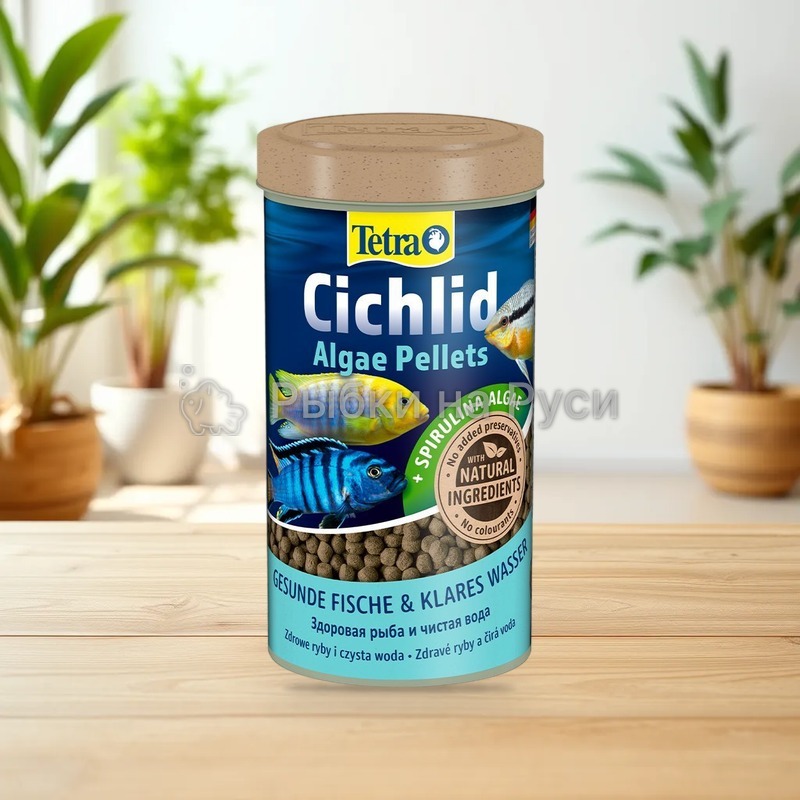 Tetra
Cichlid
Algae Pellets
+ SPIRULINA ALGAE
No added preservatives
WITH
NATURAL
INGREDIENTS
No colourants
Рыбки на Руси
GESUNDE FISCHE & KLARES WASSER
Здоровая рыба и чистая вода
Zdrowe ryby i czysta woda • Zdravé ryby a čirá voda